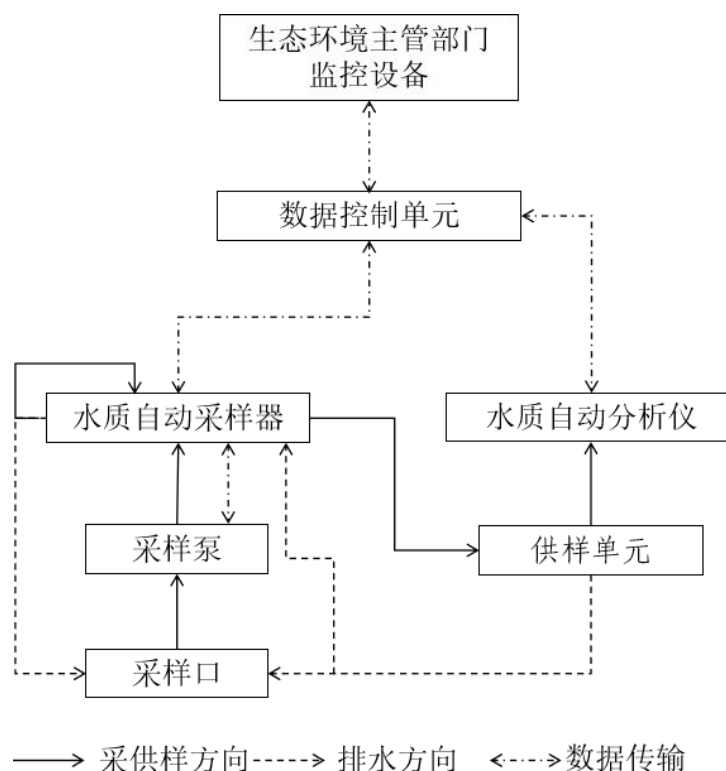 生态环境主管部门
监控设备
数据控制单元
水质自动采样器
水质自动分析仪
采样泵
供样单元
采样口
采供样方向
排水方向
数据传输